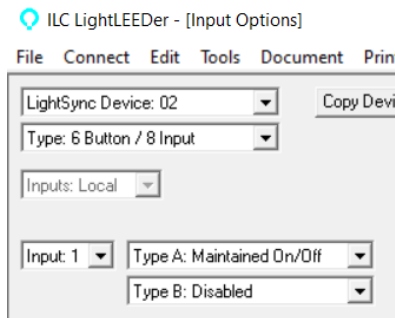 ILC LightLEEDer - [Input Options]
File Connect Edit Tools Document Prin
LightSync Device: 02 Copy Devi
Type: 6 Button / 8 Input
Inputs: Local
Input: 1 Type A: Maintained On/Off
Type B: Disabled